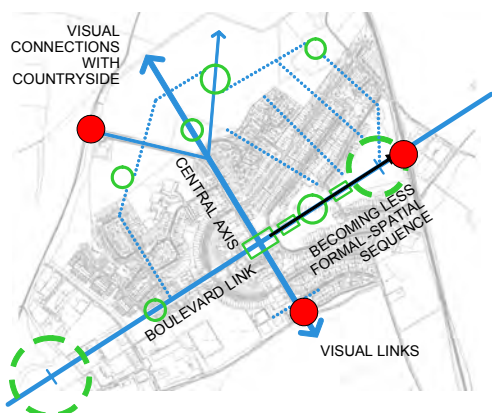 VISUAL
CONNECTIONS
WITH
COUNTRYSIDE
CENTRAL AXIS
BECOMING LESS
FORMAL-SPATIAL
SEQUENCE
BOULEVARD LINK
VISUAL LINKS